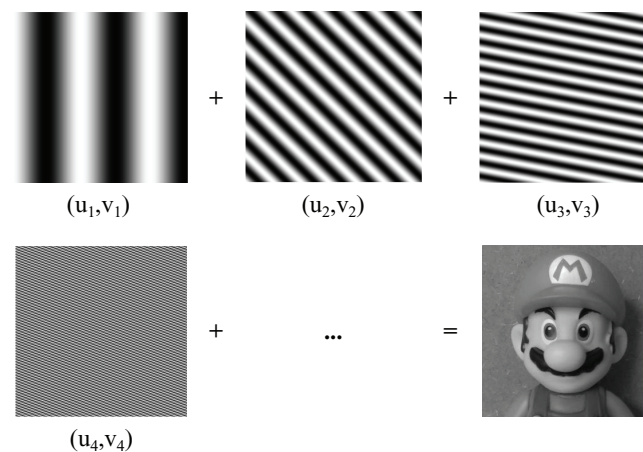 + +
(u₁,v₁) (u₂,v₂) (u₃,v₃)
+ ... =
M
(u₄,v₄)